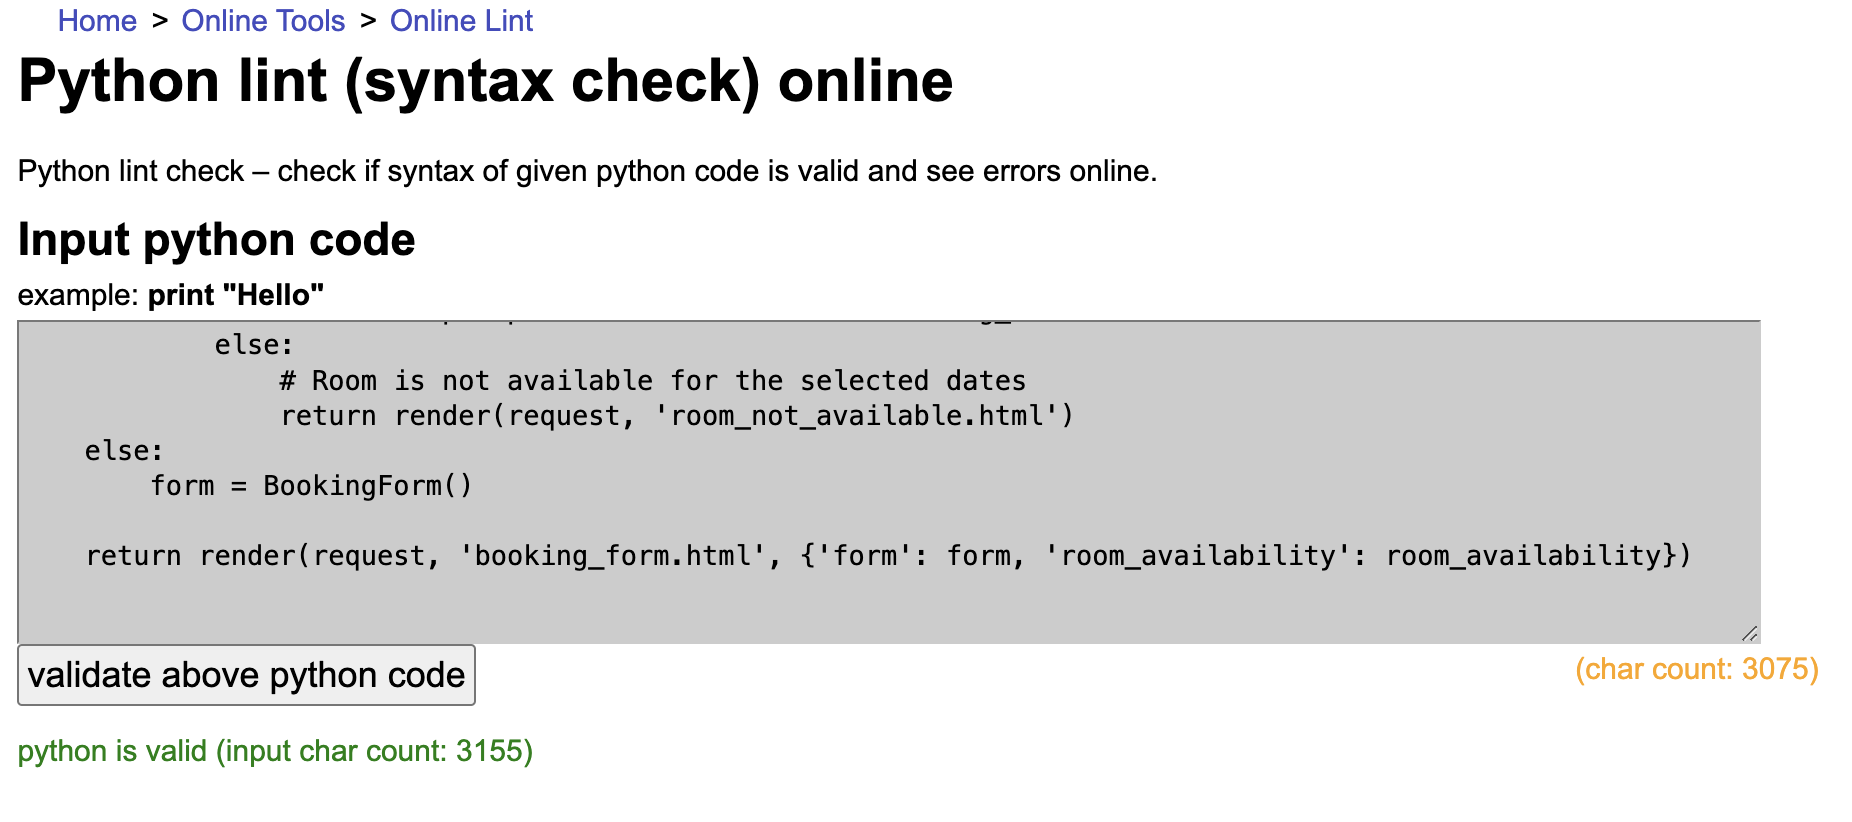 Home > Online Tools > Online Lint
Python lint (syntax check) online
Python lint check – check if syntax of given python code is valid and see errors online.
Input python code
example: print "Hello"
else:
# Room is not available for the selected dates
return render(request, 'room_not_available.html')
else:
form = BookingForm()
return render(request, 'booking_form.html', {'form': form, 'room_availability': room_availability})
validate above python code
(char count: 3075)
python is valid (input char count: 3155)